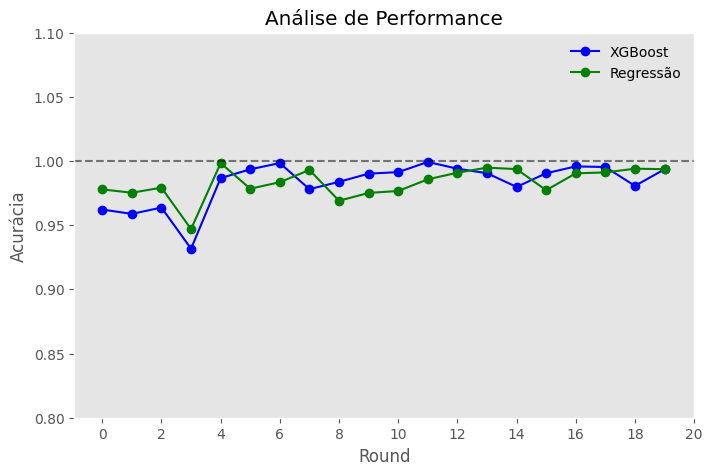 Análise de Performance
XGBoost
Regressão
Acurácia
1.10
1.05
1.00
0.95
0.90
0.85
0.80
0 2 4 6 8 10 12 14 16 18 20
Round